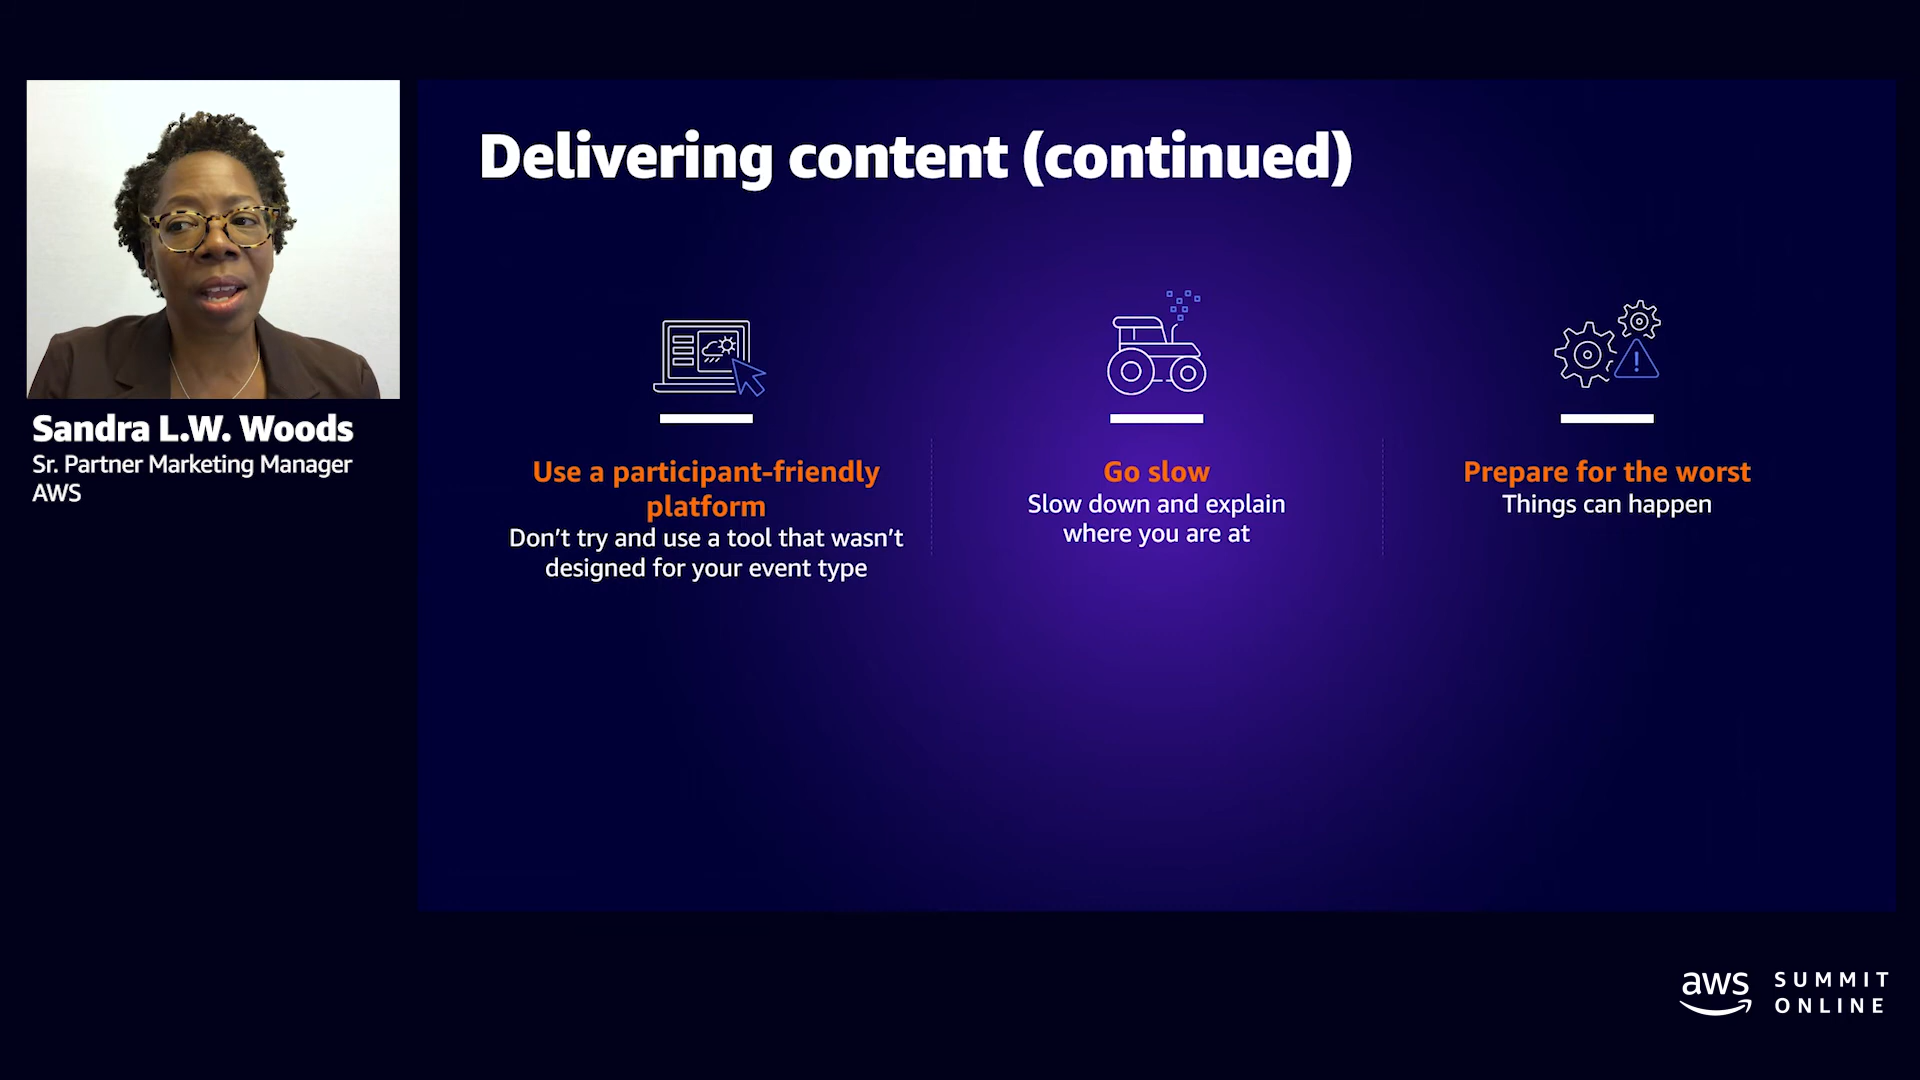 Delivering content (continued)
Sandra L.W. Woods
Sr. Partner Marketing Manager
AWS
Use a participant-friendly
platform
Don’t try and use a tool that wasn’t
designed for your event type
Go slow
Slow down and explain
where you are at
Prepare for the worst
Things can happen
aws
SUMMIT
ONLINE